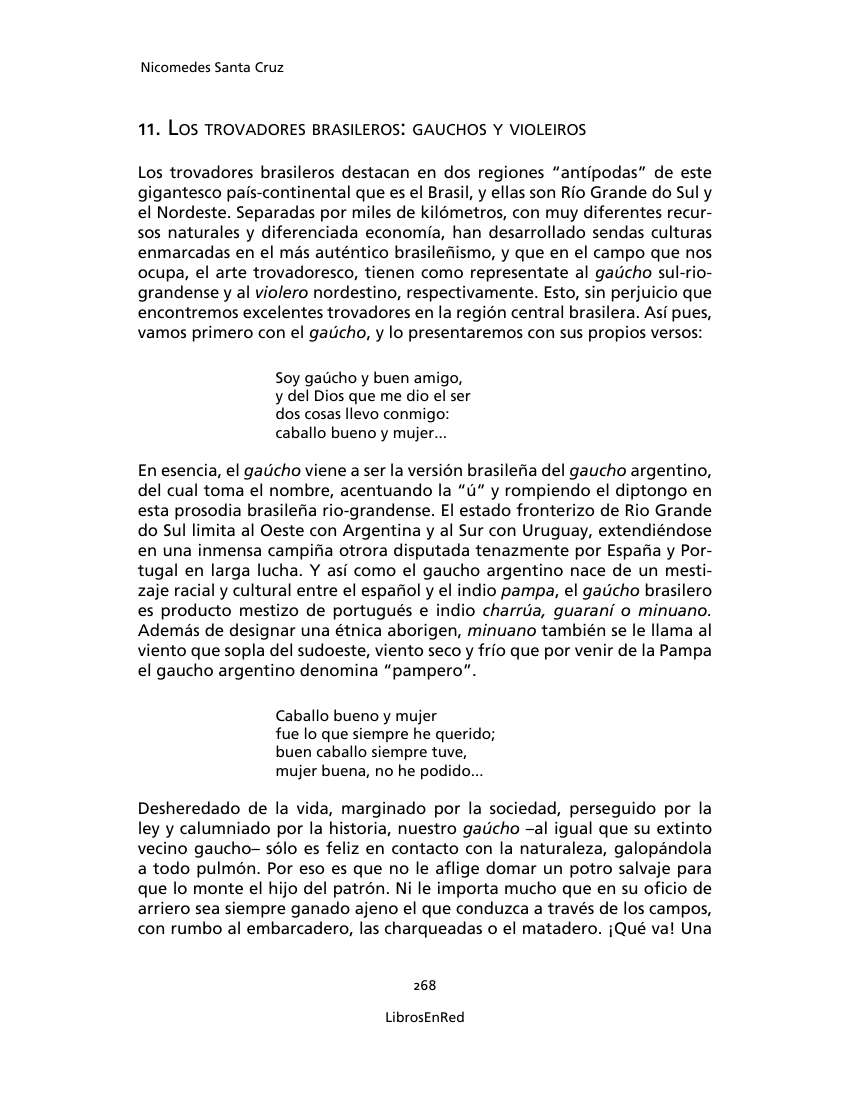 Nicomedes Santa Cruz
11. Los trovadores brasileros: gauchos y violeiros
Los trovadores brasileros destacan en dos regiones “antípodas” de este
gigantesco país-continental que es el Brasil, y ellas son Río Grande do Sul y
el Nordeste. Separadas por miles de kilómetros, con muy diferentes recur-
sos naturales y diferenciada economía, han desarrollado sendas culturas
enmarcadas en el más auténtico brasileñismo, y que en el campo que nos
ocupa, el arte trovadoresco, tienen como representate al gaúcho sul-rio-
grandense y al violero nordestino, respectivamente. Esto, sin perjuicio que
encontremos excelentes trovadores en la región central brasilera. Así pues,
vamos primero con el gaúcho, y lo presentaremos con sus propios versos:
Soy gaúcho y buen amigo,
y del Dios que me dio el ser
dos cosas llevo conmigo:
caballo bueno y mujer...
En esencia, el gaúcho viene a ser la versión brasileña del gaucho argentino,
del cual toma el nombre, acentuando la “ú” y rompiendo el diptongo en
esta prosodia brasileña rio-grandense. El estado fronterizo de Rio Grande
do Sul limita al Oeste con Argentina y al Sur con Uruguay, extendiéndose
en una inmensa campiña otrora disputada tenazmente por España y Por-
tugal en larga lucha. Y así como el gaucho argentino nace de un mesti-
zaje racial y cultural entre el español y el indio pampa, el gaúcho brasilero
es producto mestizo de portugués e indio charrúa, guaraní o minuano.
Además de designar una étnica aborigen, minuano también se le llama al
viento que sopla del sudoeste, viento seco y frío que por venir de la Pampa
el gaucho argentino denomina “pampero”.
Caballo bueno y mujer
fue lo que siempre he querido;
buen caballo siempre tuve,
mujer buena, no he podido...
Desheredado de la vida, marginado por la sociedad, perseguido por la
ley y calumniado por la historia, nuestro gaúcho –al igual que su extinto
vecino gaucho– sólo es feliz en contacto con la naturaleza, galopándola
a todo pulmón. Por eso es que no le aflige domar un potro salvaje para
que lo monte el hijo del patrón. Ni le importa mucho que en su oficio de
arriero sea siempre ganado ajeno el que conduzca a través de los campos,
con rumbo al embarcadero, las charqueadas o el matadero. ¡Qué va! Una
268
LibrosEnRed